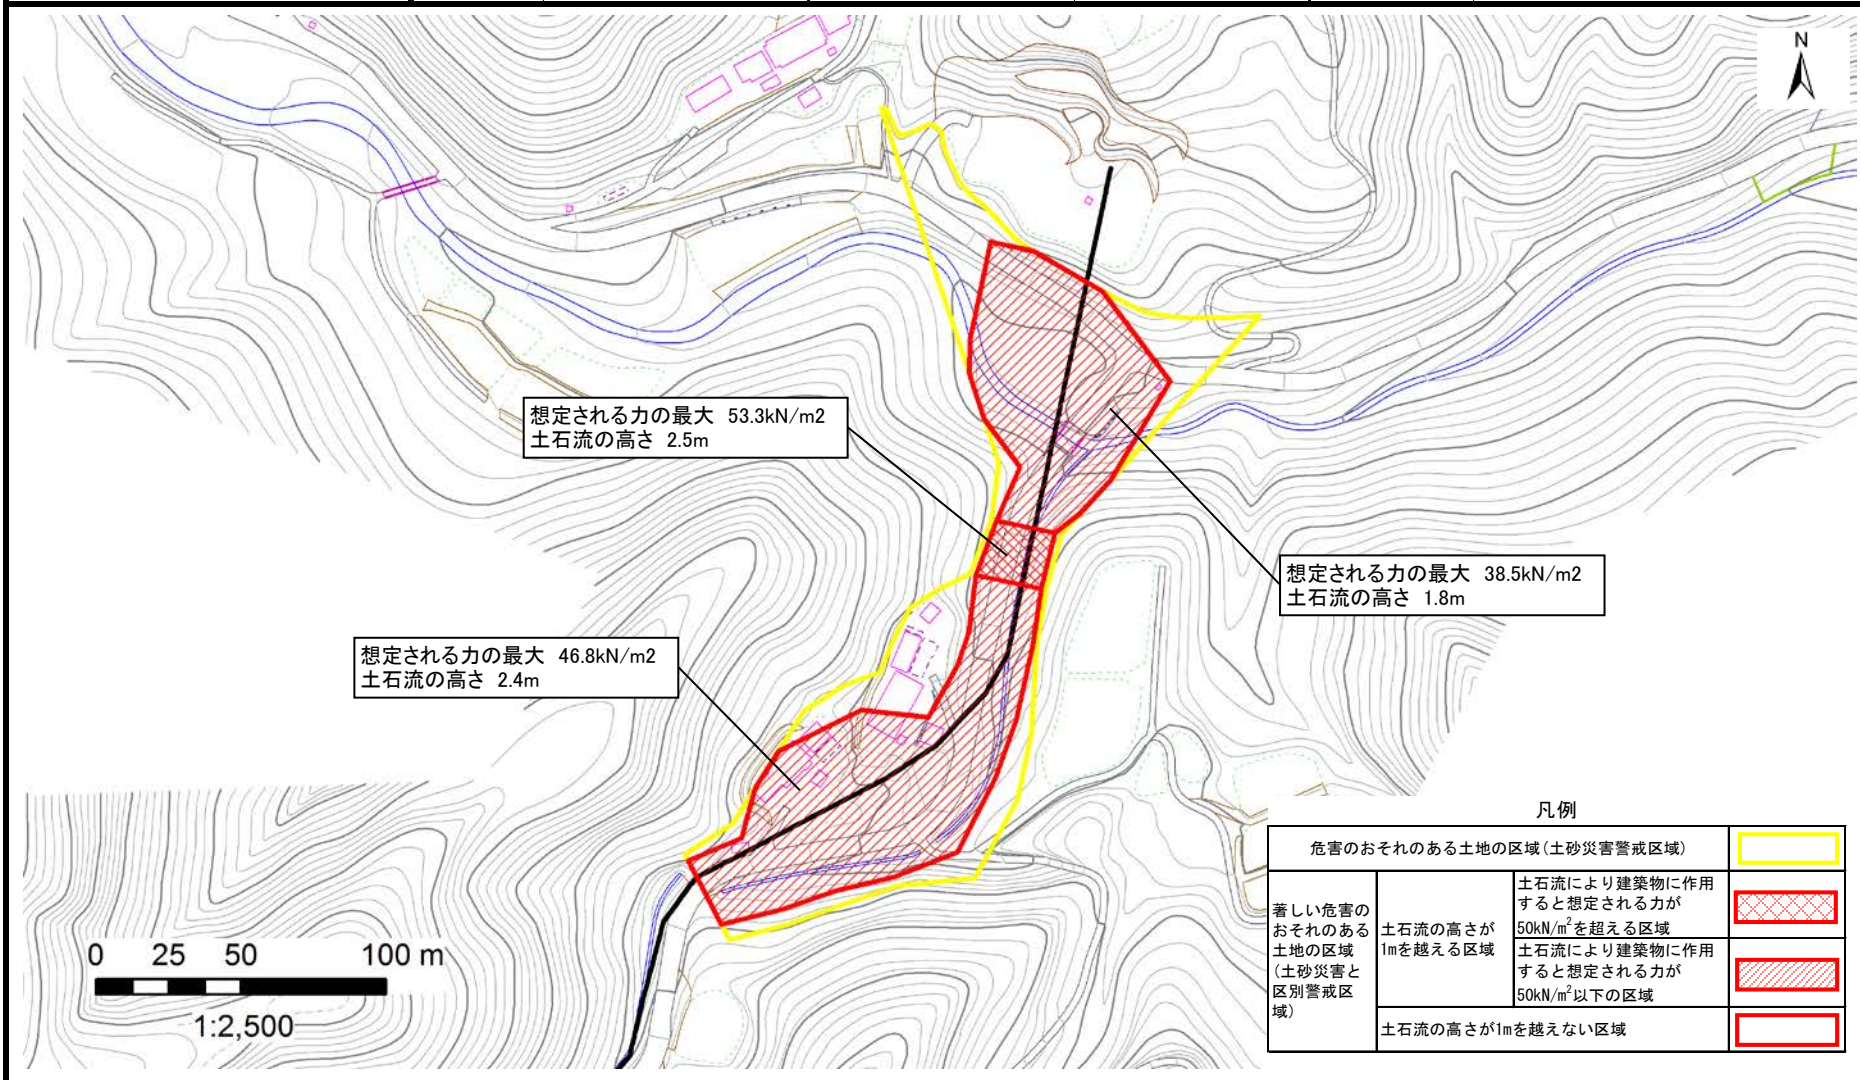 N
想定される力の最大 53.3kN/m2
土石流の高さ 2.5m
想定される力の最大 38.5kN/m2
土石流の高さ 1.8m
想定される力の最大 46.8kN/m2
土石流の高さ 2.4m
0 25 50 100 m
1:2,500
凡例
危害のおそれのある土地の区域(土砂災害警戒区域)
著しい危害の
おそれのある
土地の区域
(土砂災害と
区別警戒区
域)
土石流の高さが
1mを越える区域
土石流により建築物に作用
すると想定される力が
50kN/m²を超える区域
土石流により建築物に作用
すると想定される力が
50kN/m²以下の区域
土石流の高さが1mを越えない区域